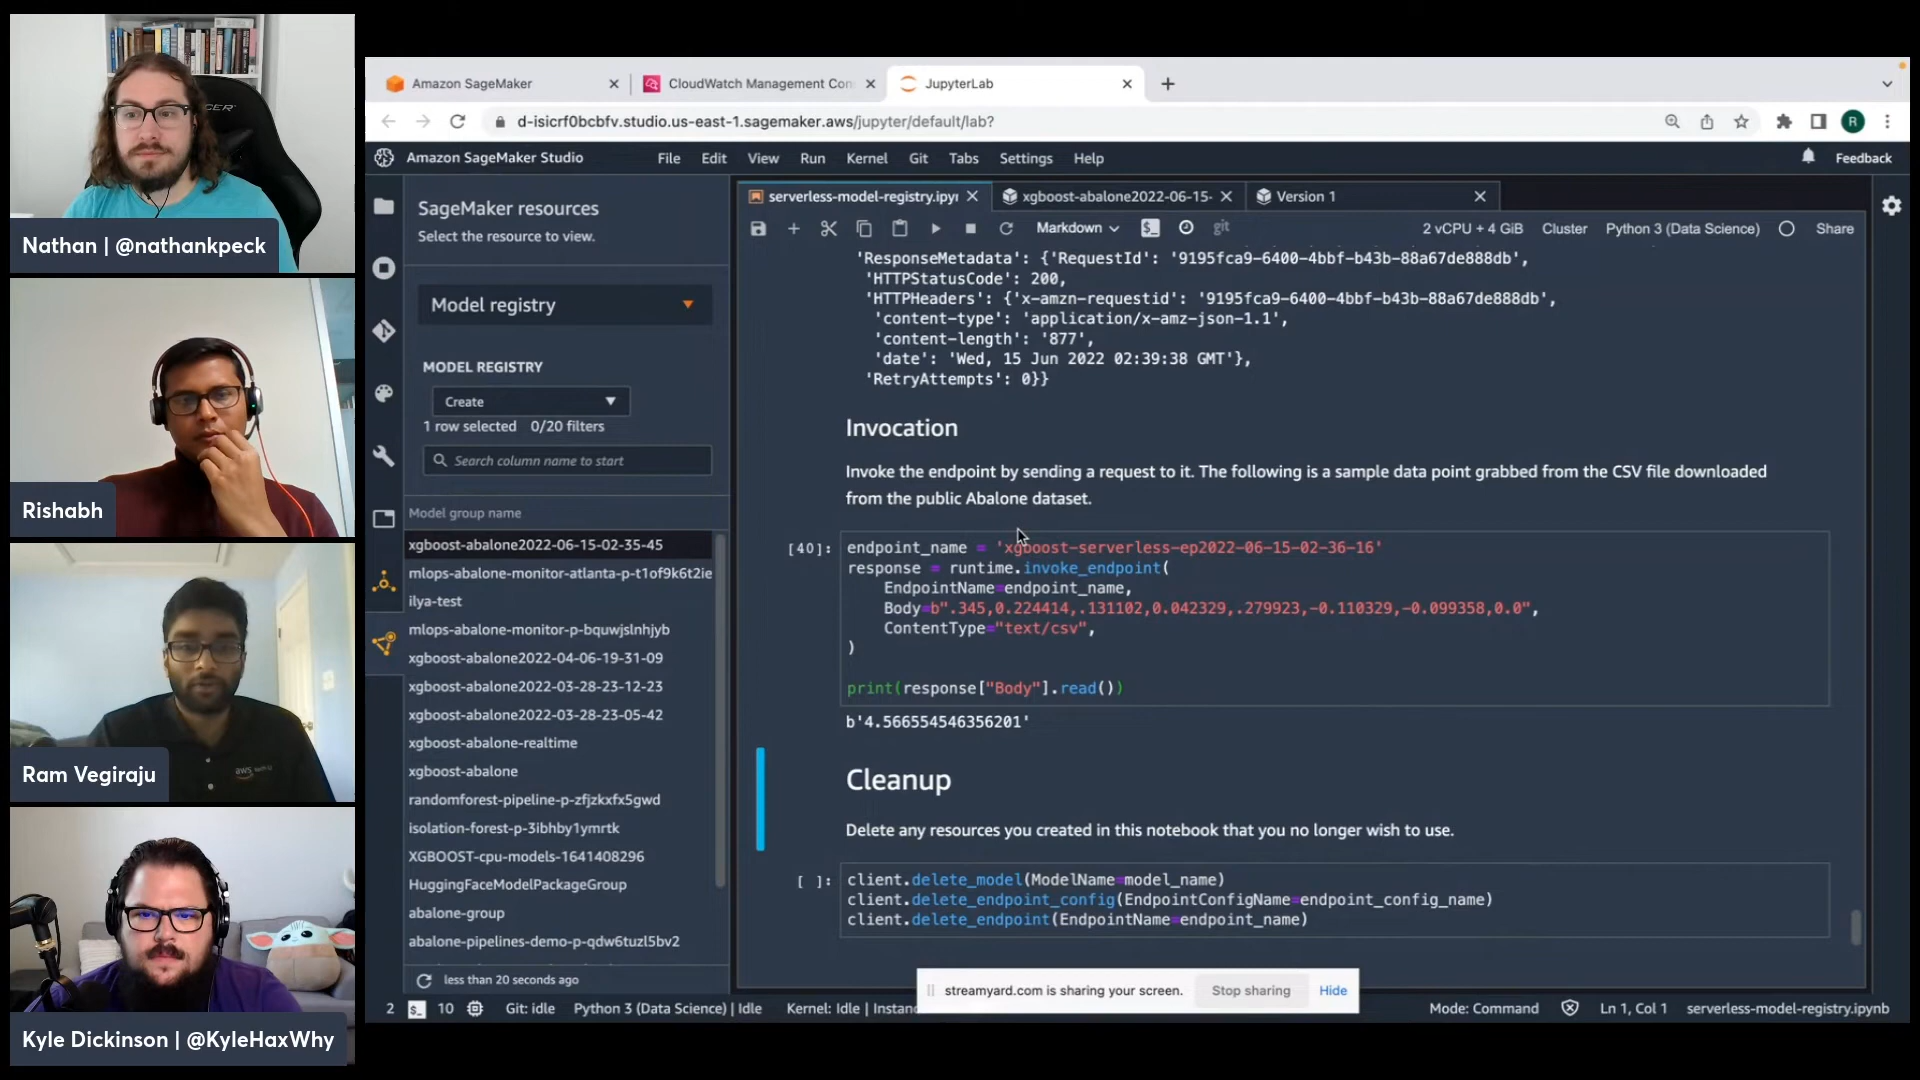 CER
Nathan | @nathankpeck
Rishabh
aws
Ram Vegiraju
Kyle Dickinson | @KyleHaxWhy
Amazon SageMaker
CloudWatch Management Con
JupyterLab
d-isicrf0bcbfv.studio.us-east-1.sagemaker.aws/jupyter/default/lab?
R
Amazon SageMaker Studio
File Edit View Run Kernel Git Tabs Settings Help
Feedback
SageMaker resources
Select the resource to view.
Model registry
MODEL REGISTRY
Create
1 row selected 0/20 filters
Search column name to start
Model group name
xgboost-abalone2022-06-15-02-35-45
mlops-abalone-monitor-atlanta-p-t1of9k6t2ie
ilya-test
mlops-abalone-monitor-p-bquwjslnhjyb
xgboost-abalone2022-04-06-19-31-09
xgboost-abalone2022-03-28-23-12-23
xgboost-abalone2022-03-28-23-05-42
xgboost-abalone-realtime
xgboost-abalone
randomforest-pipeline-p-zfjzkxfx5gwd
isolation-forest-p-3ibhby1ymrtk
XGBOOST-cpu-models-1641408296
HuggingFaceModelPackageGroup
abalone-group
abalone-pipelines-demo-p-qdw6tuzl5bv2
less than 20 seconds ago
serverless-model-registry.ipyn
xgboost-abalone2022-06-15-
Version 1
Markdown
git
2 vCPU + 4 GiB Cluster Python 3 (Data Science) Share
'ResponseMetadata': {'RequestId': '9195fca9-6400-4bbf-b43b-88a67de888db',
'HTTPStatusCode': 200,
'HTTPHeaders': {'x-amzn-requestid': '9195fca9-6400-4bbf-b43b-88a67de888db',
'content-type': 'application/x-amz-json-1.1',
'content-length': '877',
'date': 'Wed, 15 Jun 2022 02:39:38 GMT'},
'RetryAttempts': 0}}
Invocation
Invoke the endpoint by sending a request to it. The following is a sample data point grabbed from the CSV file downloaded
from the public Abalone dataset.
[40]:
endpoint_name = 'xgboost-serverless-ep2022-06-15-02-36-16'
response = runtime.invoke_endpoint(
EndpointName=endpoint_name,
Body=b".345,0.224414,.131102,0.042329,.279923,-0.110329,-0.099358,0.0",
ContentType="text/csv",
)
print(response["Body"].read())
b'4.566554546356201'
Cleanup
Delete any resources you created in this notebook that you no longer wish to use.
[ ]:
client.delete_model(ModelName=model_name)
client.delete_endpoint_config(EndpointConfigName=endpoint_config_name)
client.delete_endpoint(EndpointName=endpoint_name)
streamyard.com is sharing your screen. Stop sharing Hide
2 $_ 10 Git: idle Python 3 (Data Science) | Idle Kernel: Idle | Instanc
Mode: Command Ln 1, Col 1 serverless-model-registry.ipynb